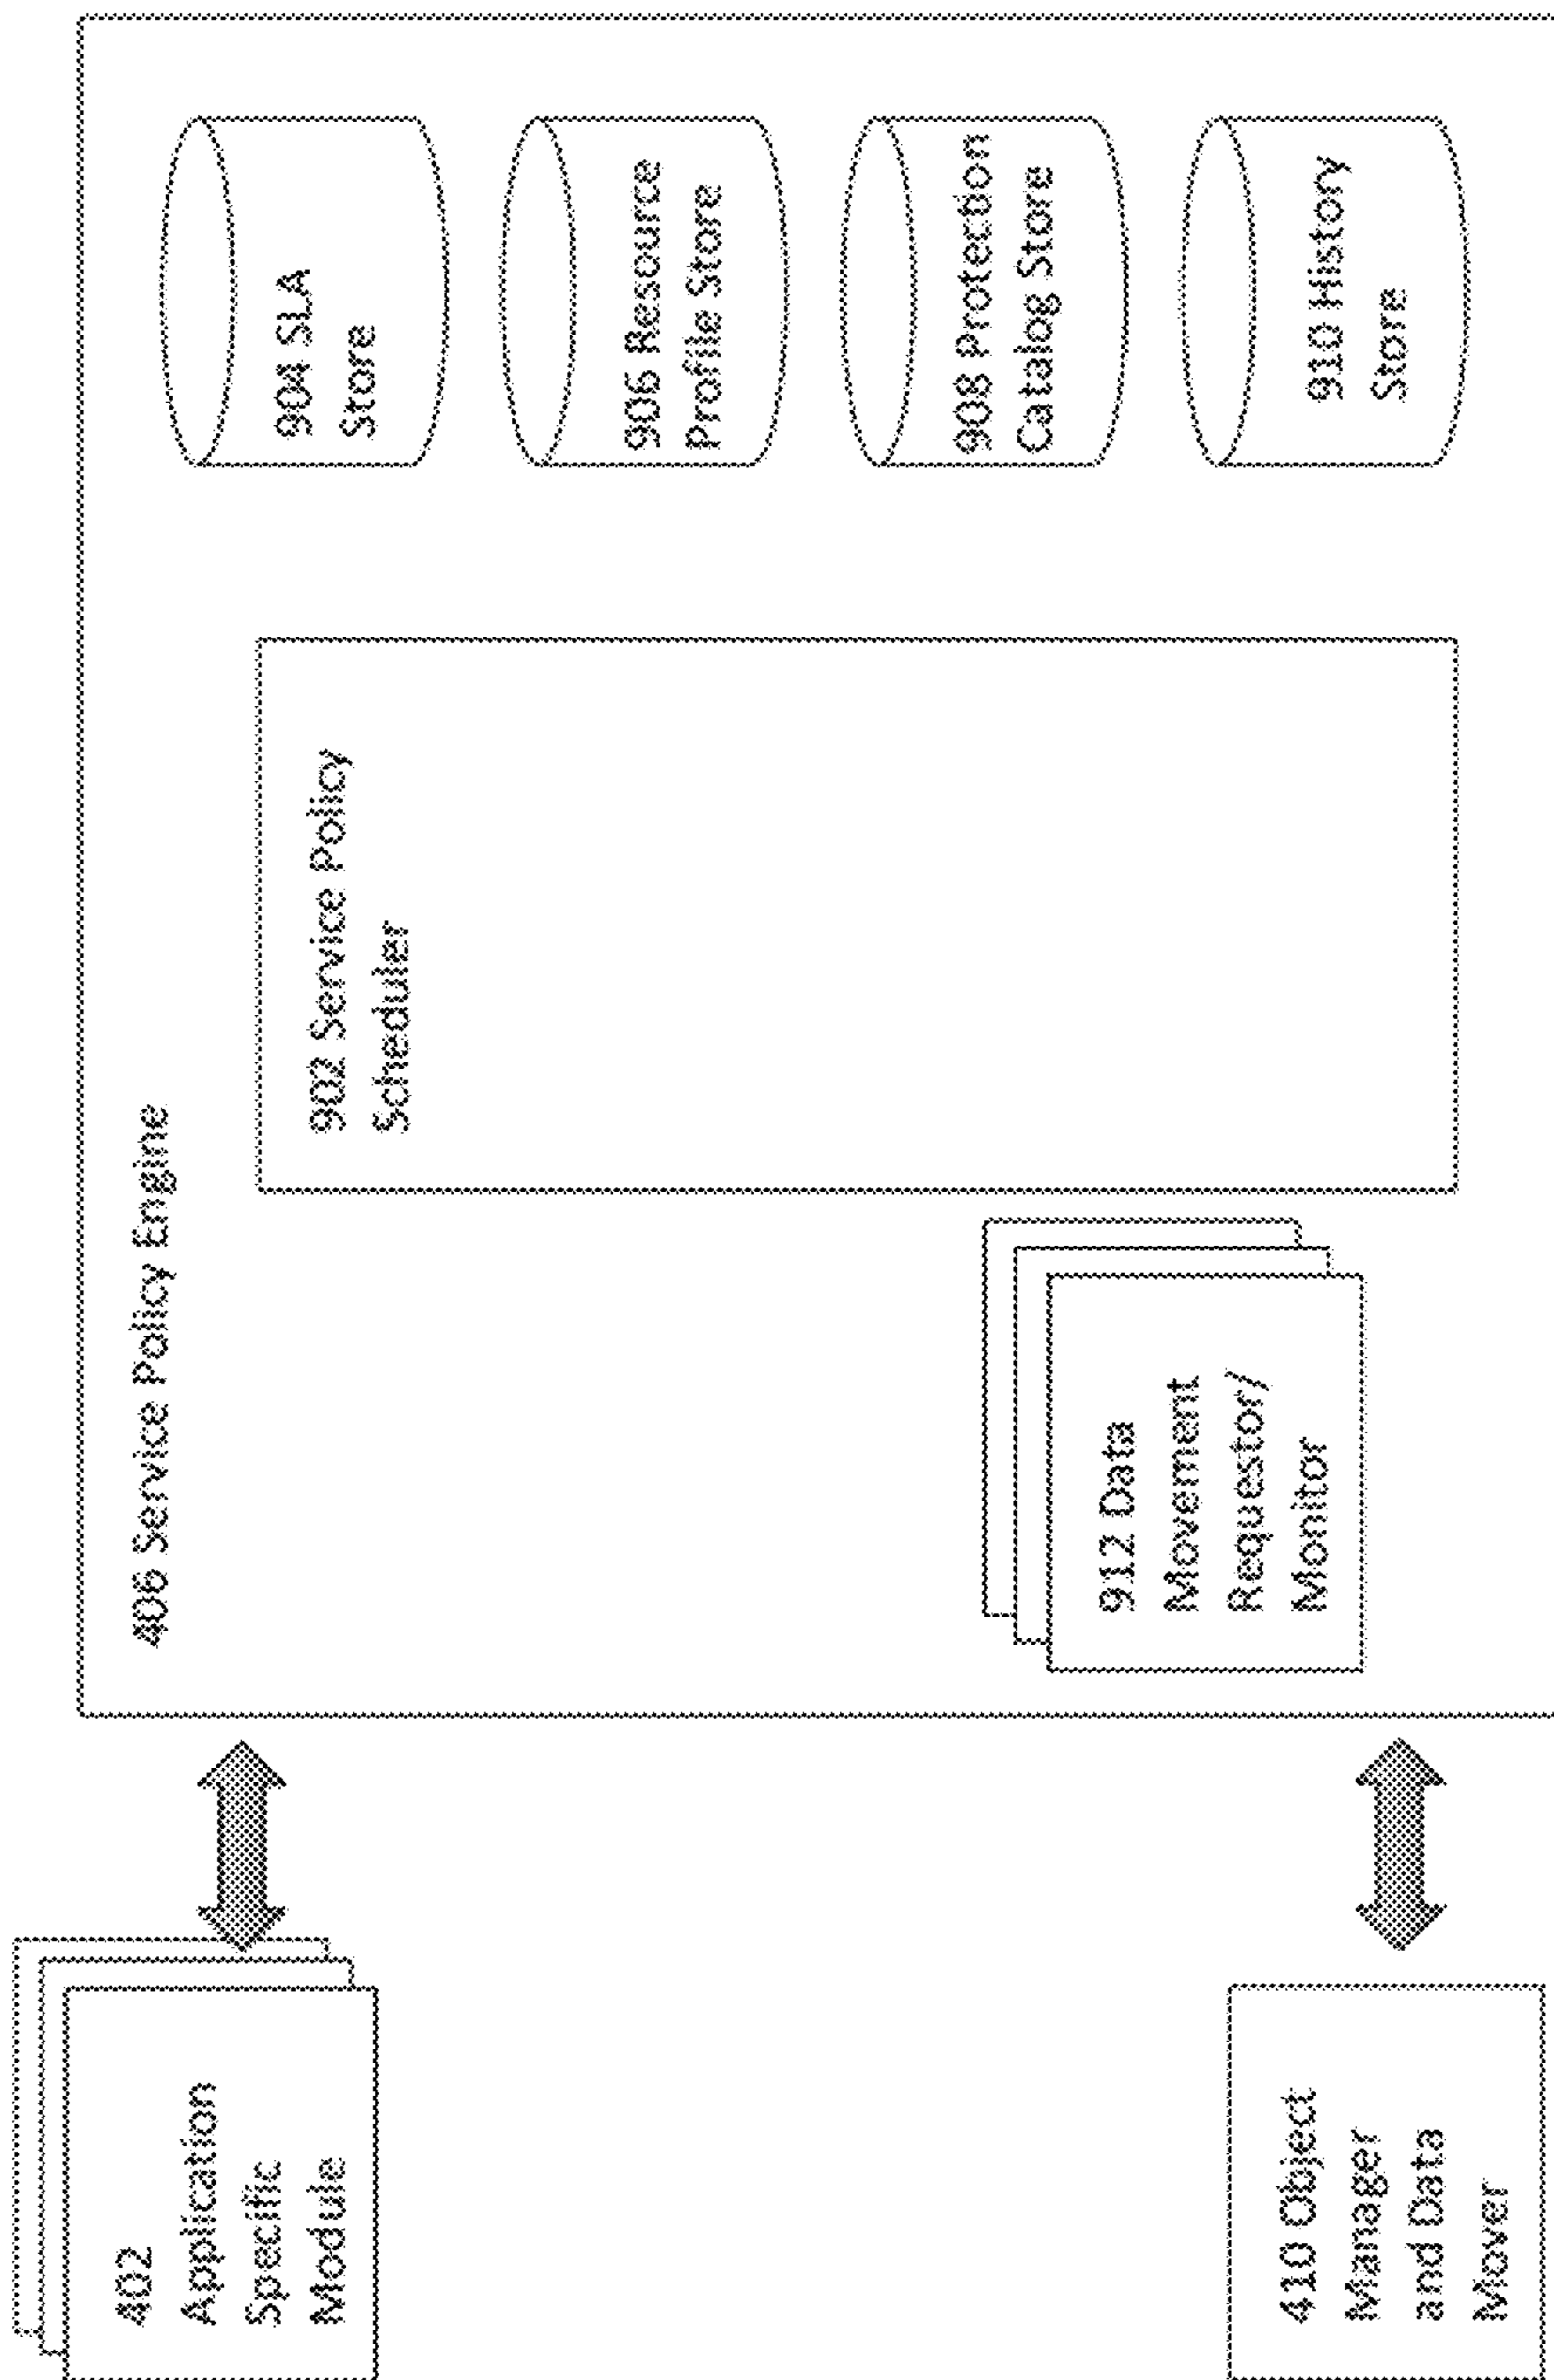 406 Service Policy Engine
402
Application
Specific
Module
902 Service Policy
Scheduler
904 SLA
Store
906 Resource
Profile Store
908 Protection
Catalog Store
910 History
Store
912 Data
Movement
Requestor/
Monitor
410 Object
Manager
and Data
Mover